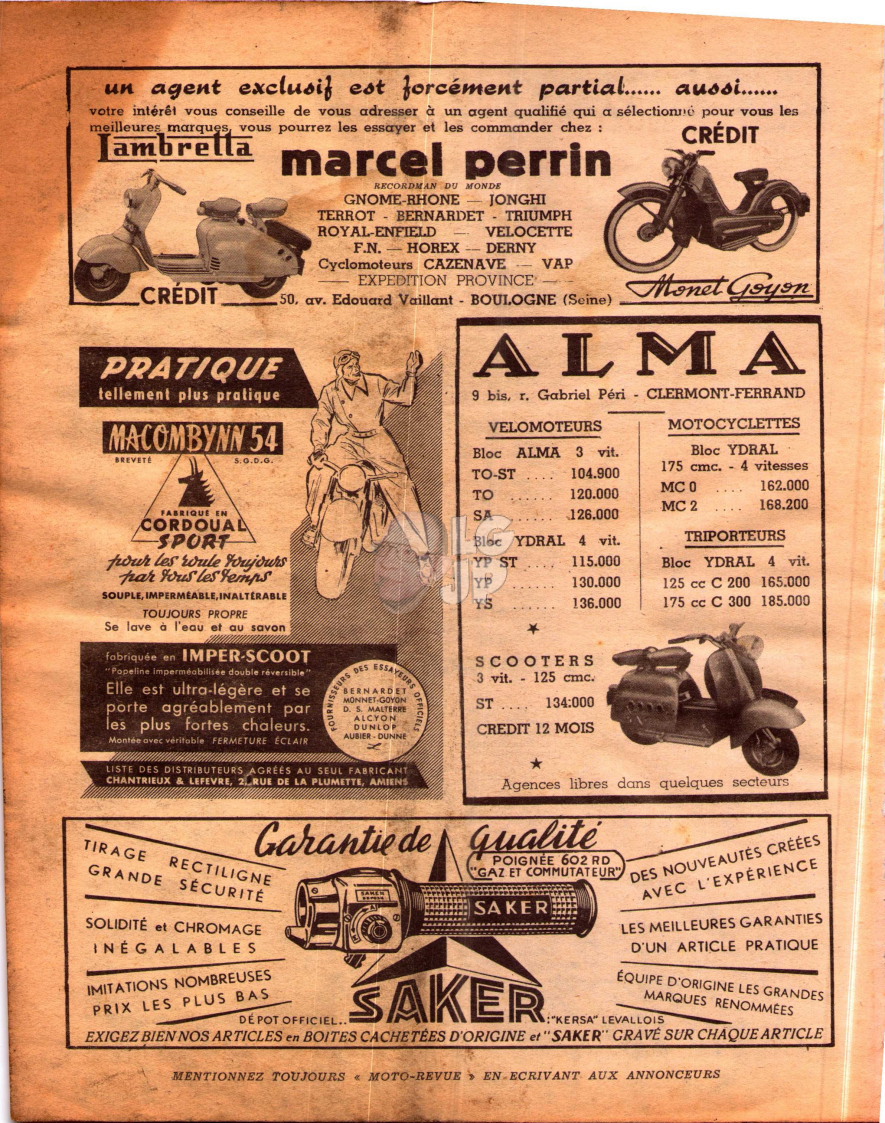 un agent exclusif est forcément partial...... aussi......
votre intérêt vous conseille de vous adresser à un agent qualifié qui a sélectionné pour vous les
meilleures marques, vous pourrez les essayer et les commander chez :
Lambretta
CRÉDIT
marcel perrin
RECORDMAN DU MONDE
GNOME-RHONE — JONGHI
TERROT - BERNARDET - TRIUMPH
ROYAL-ENFIELD — VELOCETTE
F.N. — HOREX — DERNY
Cyclomoteurs CAZENAVE — VAP
— EXPEDITION PROVINCE —
CRÉDIT
50, av. Edouard Vaillant - BOULOGNE (Seine)
Monet Goyon
PRATIQUE
tellement plus pratique
MACOMBYNN 54
BREVETÉ S.G.D.G.
FABRIQUÉ EN
CORDOUAL
SPORT
pour les route toujours
par tous les temps
SOUPLE, IMPERMÉABLE, INALTÉRABLE
TOUJOURS PROPRE
Se lave à l'eau et au savon
fabriquée en IMPER-SCOOT
"Popeline imperméabilisée double réversible"
Elle est ultra-légère et se
porte agréablement par
les plus fortes chaleurs.
Montée avec véritable FERMETURE ÉCLAIR
FOURNISSEURS DES ESSAYEURS OFFICIELS
BERNARDET
MONNET-GOYON
D. S. MALTERRE
ALCYON
DUNLOP
AUBIER-DUNNE
LISTE DES DISTRIBUTEURS AGRÉÉS AU SEUL FABRICANT
CHANTRIEUX & LEFEVRE, 2, RUE DE LA PLUMETTE, AMIENS
ALMA
9 bis, r. Gabriel Péri - CLERMONT-FERRAND
VELOMOTEURS
Bloc ALMA 3 vit.
TO-ST .... 104.900
TO ...... 120.000
SA ...... 126.000
Bloc YDRAL 4 vit.
YP ST .... 115.000
YP ...... 130.000
YS ...... 136.000
MOTOCYCLETTES
Bloc YDRAL
175 cmc. - 4 vitesses
MC 0 .... 162.000
MC 2 .... 168.200
TRIPORTEURS
Bloc YDRAL 4 vit.
125 cc C 200 165.000
175 cc C 300 185.000
SCOOTERS
3 vit. - 125 cmc.
ST .... 134:000
CREDIT 12 MOIS
Agences libres dans quelques secteurs
LGJP
Garantie de qualité
POIGNÉE 602 RD
"GAZ ET COMMUTATEUR"
TIRAGE RECTILIGNE
GRANDE SÉCURITÉ
SOLIDITÉ et CHROMAGE
INÉGALABLES
IMITATIONS NOMBREUSES
PRIX LES PLUS BAS
SAKER
SAKER
DES NOUVEAUTÉS CRÉÉES
AVEC L'EXPÉRIENCE
LES MEILLEURES GARANTIES
D'UN ARTICLE PRATIQUE
ÉQUIPE D'ORIGINE LES GRANDES
MARQUES RENOMMÉES
DÉPOT OFFICIEL.. SAKER :"KERSA" LEVALLOIS
EXIGEZ BIEN NOS ARTICLES en BOITES CACHETÉES D'ORIGINE et "SAKER" GRAVÉ SUR CHAQUE ARTICLE
MENTIONNEZ TOUJOURS « MOTO-REVUE » EN ECRIVANT AUX ANNONCEURS